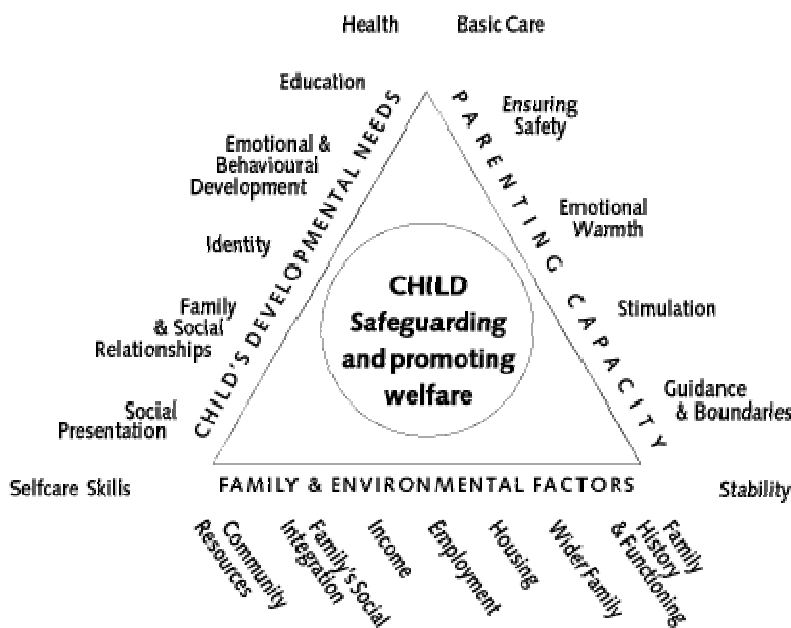 Health
Basic Care
Education
Ensuring
Safety
Emotional &
Behavioural
Development
Emotional
Warmth
Identity
Stimulation
Family
& Social
Relationships
Guidance
& Boundaries
Social
Presentation
Selfcare Skills
Stability
CHILD'S DEVELOPMENTAL NEEDS
PARENTING CAPACITY
CHILD
Safeguarding
and promoting
welfare
FAMILY & ENVIRONMENTAL FACTORS
Community
Resources
Family's Social
Integration
Income
Employment
Housing
Wider Family
Family
History
& Functioning